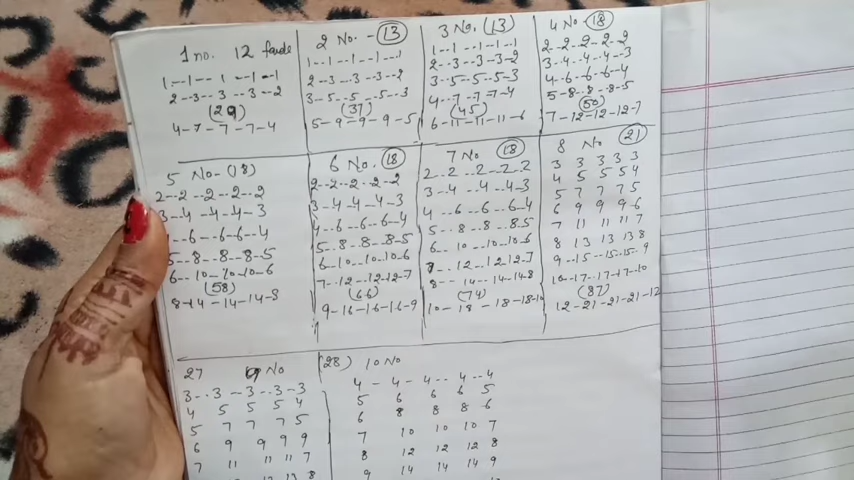 1 no. 12 fande
1--1--1--1--1
2--3--3--3--2
(29)
4-7-7-7-4
2 No. - (13)
1--1--1--1--1
2--3--3--3--2
3--5--5--5--3
(37)
5-9-9-9-5
3 No. (13)
1--1--1--1--1
2--3--3--3--2
3--5--5--5--3
4--7--7--7-4
(45)
6-11-11-11-6
4 No. (18)
2--2--2--2--2
3--4--4--4--3
4--6--6--6--4
5--8--8--8--5
(50)
7-12-12-12-7
5 No-(18)
2--2--2--2--2
3-4-4-4-3
-6-6-6-4
5--8--8--8-5
6--10--10-10-6
(58)
8-14-14-14-8
6 No. (18)
2--2--2--2--2
3-4-4-4-3
4--6--6--6--4
5--8--8--8-5
6-10--10--10-6
7--12--12-12-7
(66)
9-16-16-16-9
7 No (18)
2--2--2--2--2
3-4--4--4-3
4--6--6--6-4
5--8--8--8.5
6--10--10-10-6
7--12--12.12-7
8--14--14-14-8
(74)
10-18-18-18-10
8 No (21)
3 3 3 3 3
4 5 5 5 4
5 7 7 7 5
6 9 9 9-6
7 11 11 11 7
8 13 13 13 8
9--15--15--15--9
10--17--17-17-10
(87)
12-21-21-21-12
27 9 No
3--3-3--3-3
4 5 5 5 4
5 7 7 7 5
6 9 9 9 9
7 11 11 11 7
(28) 10 No
4-4-4--4--4
5 6 6 6 5
6 8 8 8 6
7 10 10 10 7
8 12 12 12 8
9 14 14 14 9